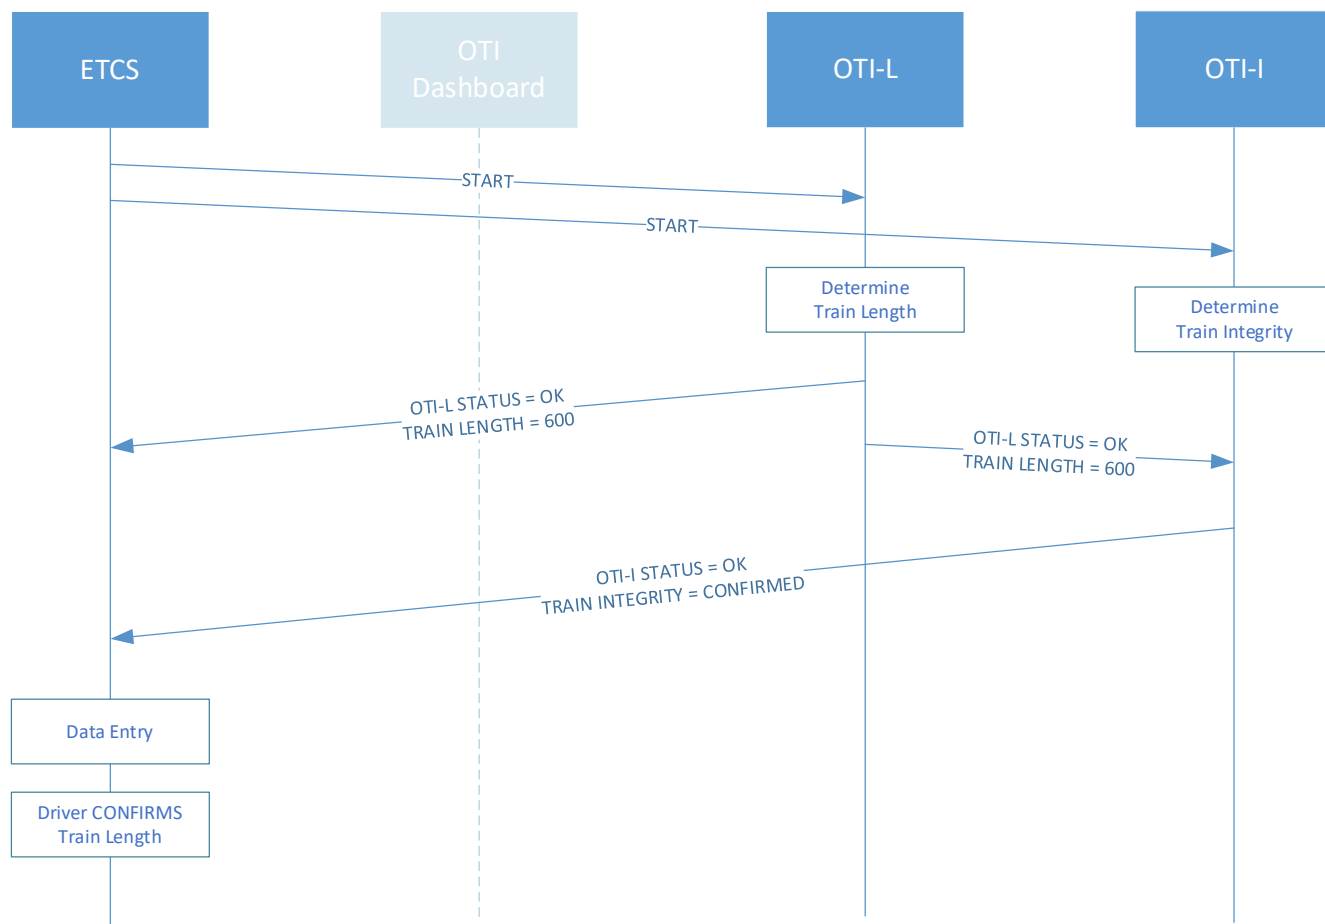 ETCS
OTI
Dashboard
OTI-L
OTI-I
START
START
Determine
Train Length
Determine
Train Integrity
OTI-L STATUS = OK
TRAIN LENGTH = 600
OTI-L STATUS = OK
TRAIN LENGTH = 600
OTI-I STATUS = OK
TRAIN INTEGRITY = CONFIRMED
Data Entry
Driver CONFIRMS
Train Length